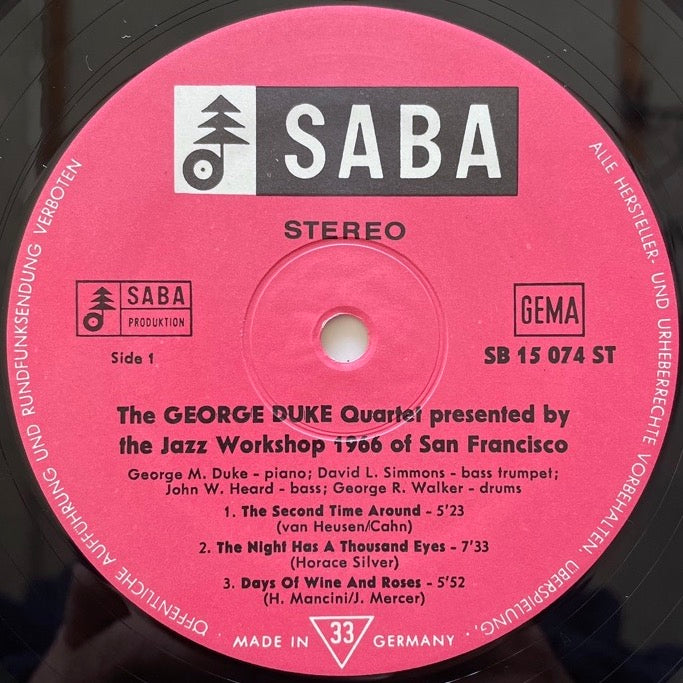 SABA
STEREO
SABA
PRODUKTION
GEMA
Side 1
SB 15 074 ST
The GEORGE DUKE Quartet presented by
the Jazz Workshop 1966 of San Francisco
George M. Duke - piano; David L. Simmons - bass trumpet;
John W. Heard - bass; George R. Walker - drums
1. The Second Time Around - 5'23
(van Heusen/Cahn)
2. The Night Has A Thousand Eyes - 7'33
(Horace Silver)
3. Days Of Wine And Roses - 5'52
(H. Mancini/J. Mercer)
MADE IN 33 GERMANY
ALLE HERSTELLER- UND URHEBERRECHTE VORBEHALTEN. ÜBERSPIELUNG, ÖFFENTLICHE AUFFÜHRUNG UND RUNDFUNKSENDUNG VERBOTEN